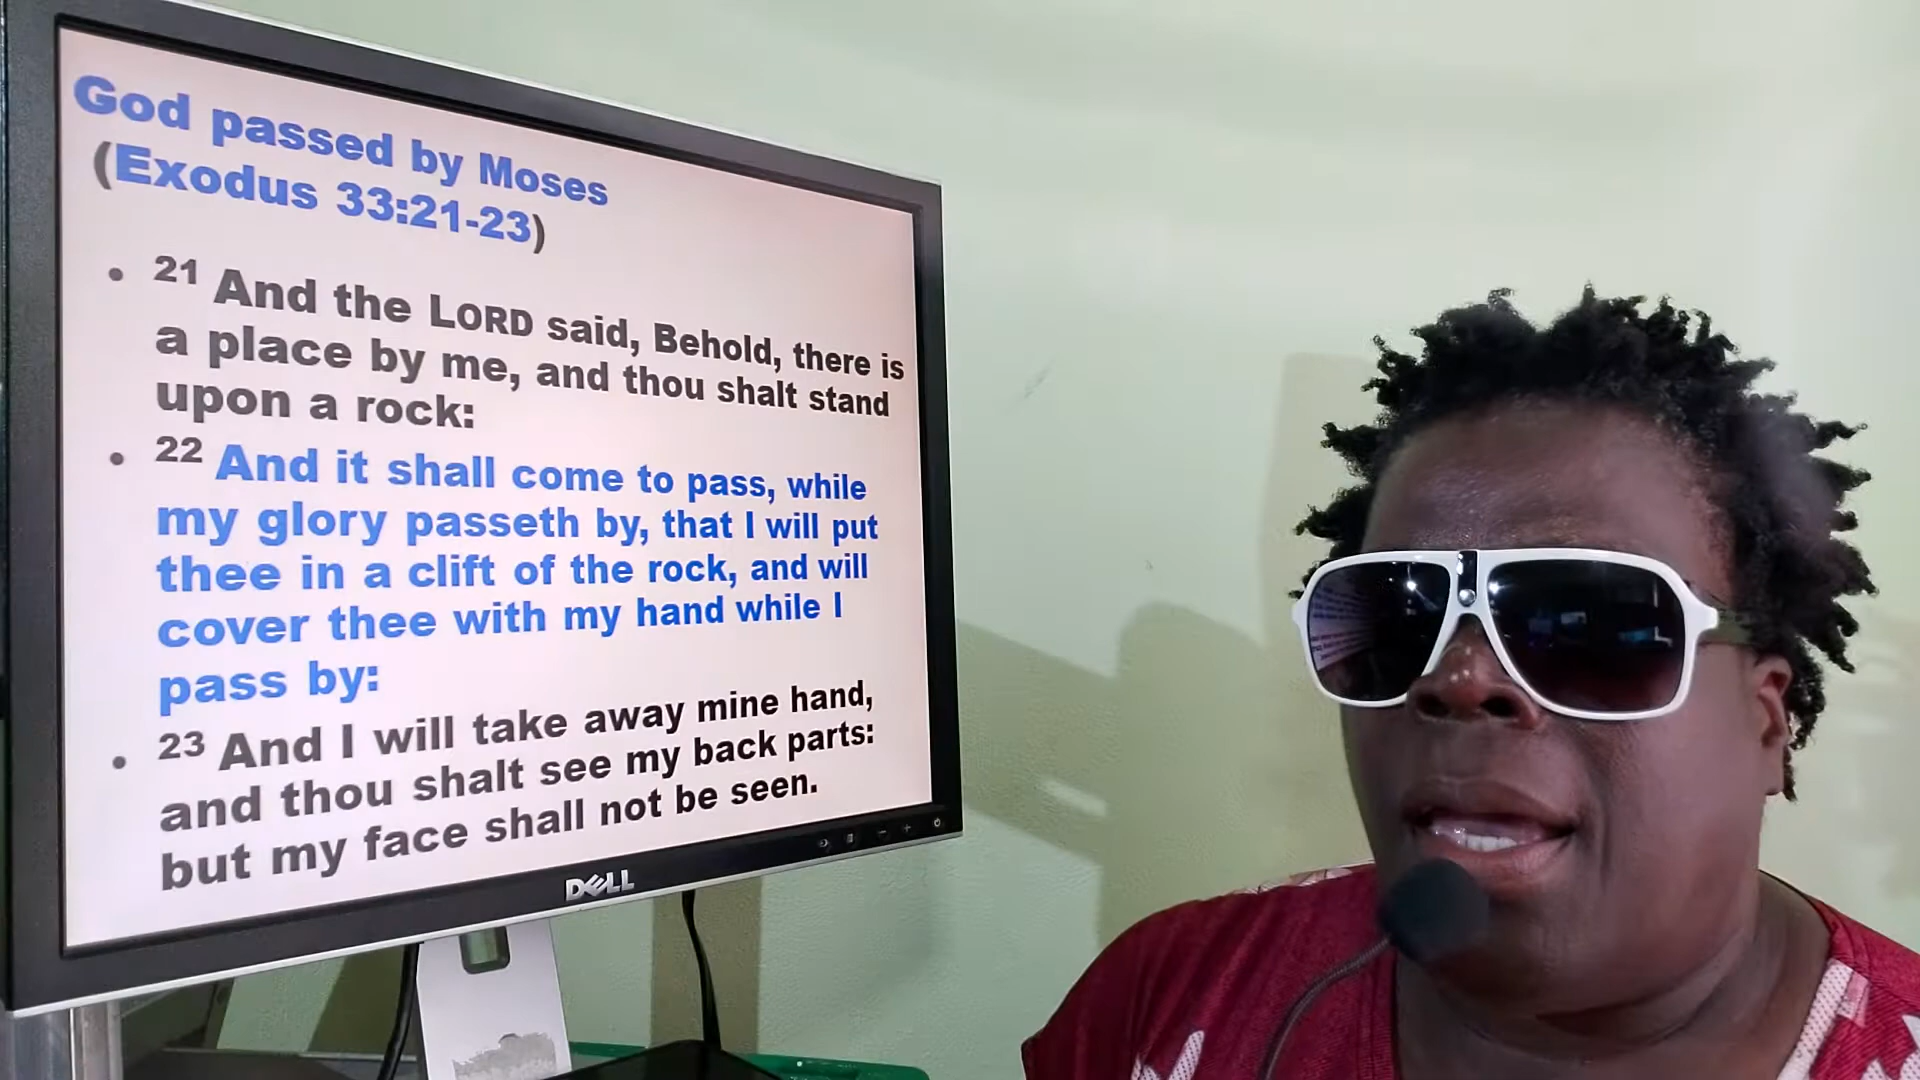 God passed by Moses
(Exodus 33:21-23)
• 21 And the LORD said, Behold, there is
a place by me, and thou shalt stand
upon a rock:
• 22 And it shall come to pass, while
my glory passeth by, that I will put
thee in a clift of the rock, and will
cover thee with my hand while I
pass by:
• 23 And I will take away mine hand,
and thou shalt see my back parts:
but my face shall not be seen.
DELL